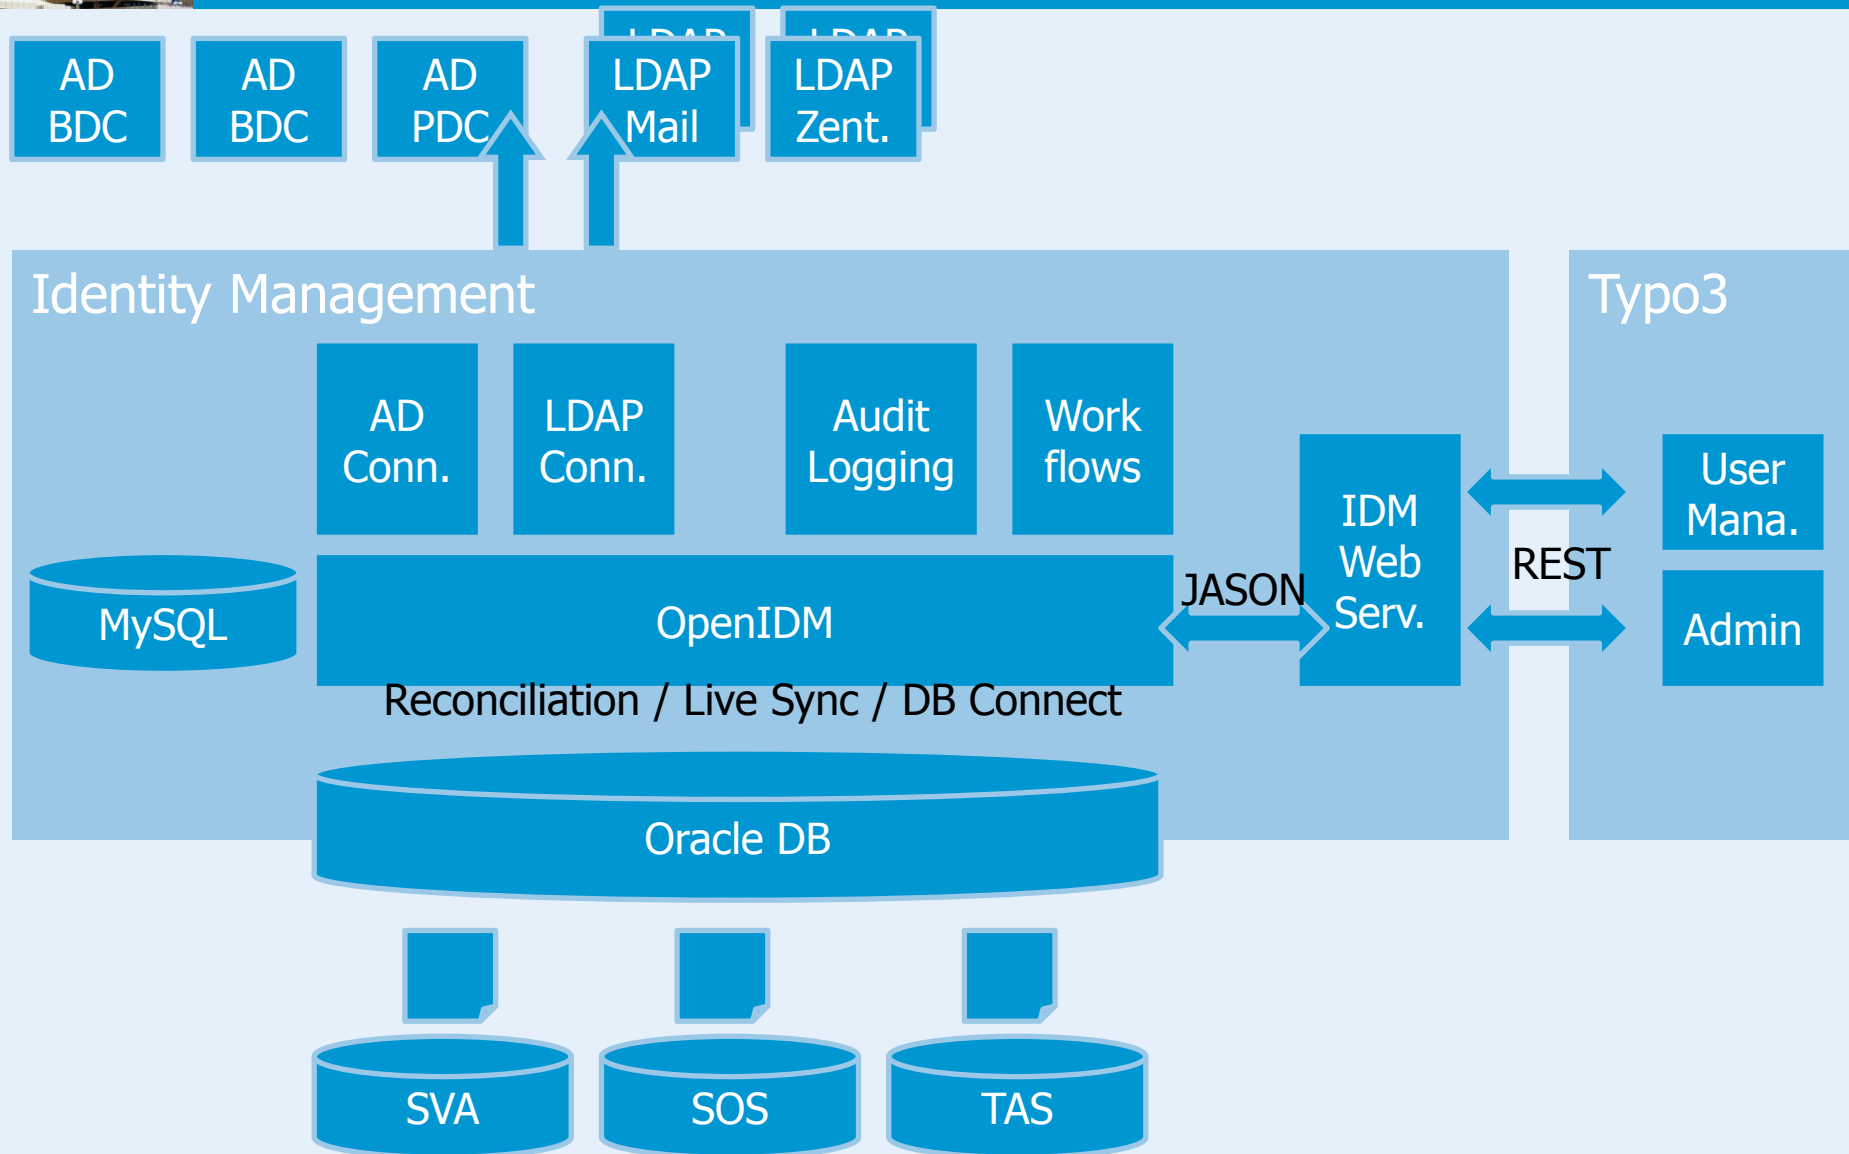 AD
BDC
AD
BDC
AD
PDC
LDAP
LDAP
Mail
LDAP
LDAP
Zent.
Identity Management
Typo3
AD
Conn.
LDAP
Conn.
Audit
Logging
Work
flows
IDM
Web
Serv.
User
Mana.
REST
JASON
MySQL
OpenIDM
Admin
Reconciliation / Live Sync / DB Connect
Oracle DB
SVA
SOS
TAS